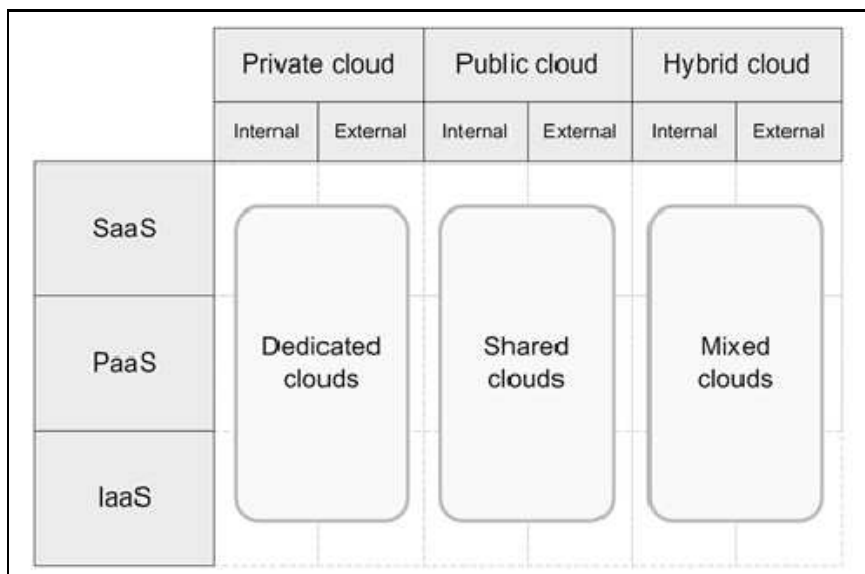 Private cloud Public cloud Hybrid cloud
Internal External Internal External Internal External
SaaS
PaaS
IaaS
Dedicated
clouds
Shared
clouds
Mixed
clouds